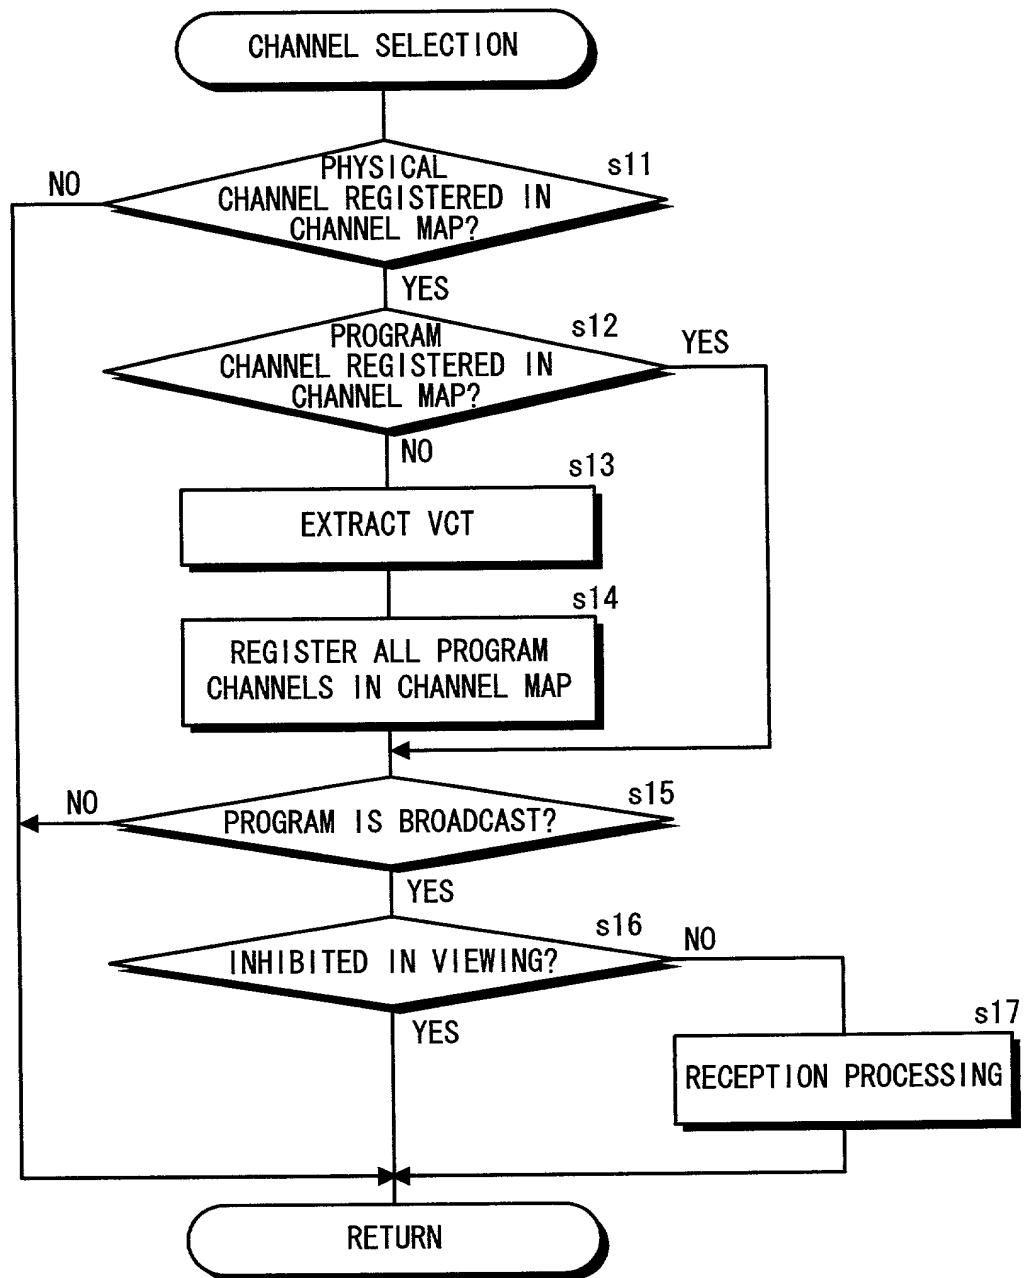 CHANNEL SELECTION
s11
NO
PHYSICAL
CHANNEL REGISTERED IN
CHANNEL MAP?
YES
s12
YES
PROGRAM
CHANNEL REGISTERED IN
CHANNEL MAP?
NO
s13
EXTRACT VCT
s14
REGISTER ALL PROGRAM
CHANNELS IN CHANNEL MAP
s15
NO
PROGRAM IS BROADCAST?
YES
s16
NO
INHIBITED IN VIEWING?
YES
s17
RECEPTION PROCESSING
RETURN